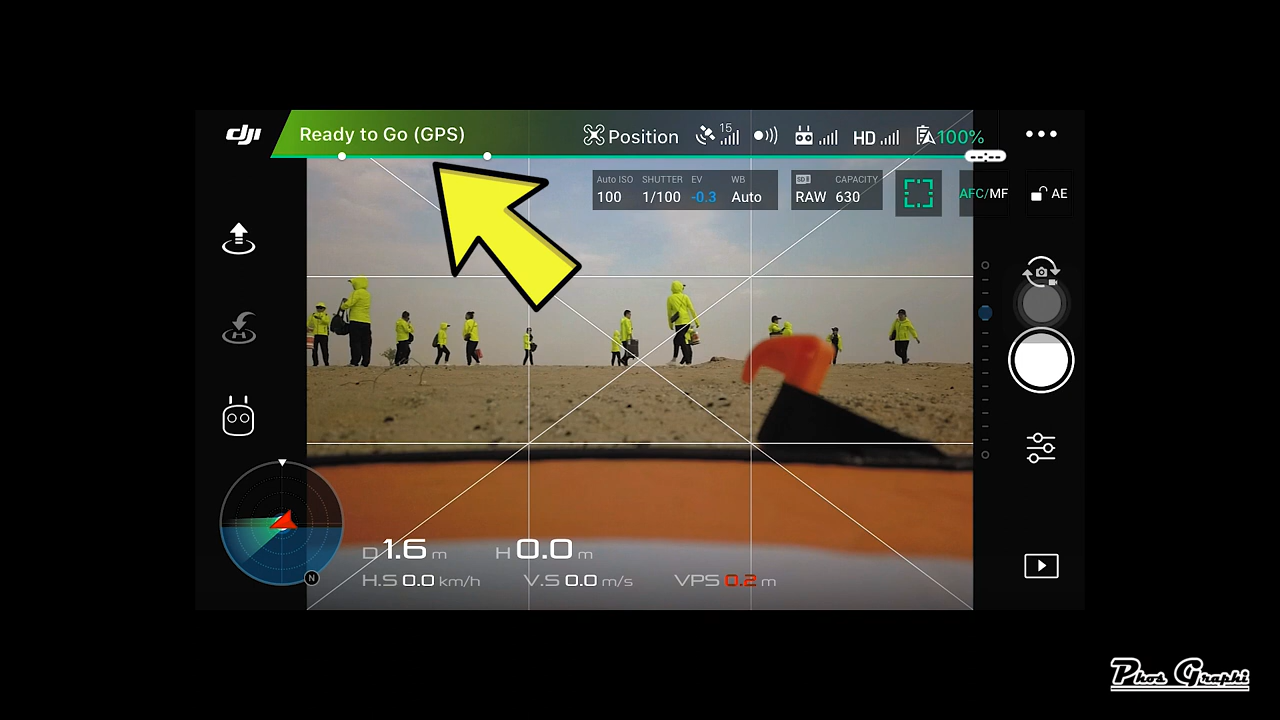 dji Ready to Go (GPS) Position 15 HD 100%
Auto ISO SHUTTER EV WB SD CAPACITY
100 1/100 -0.3 Auto RAW 630 AFC/MF AE
H
D 1.6 m H 0.0 m
H.S 0.0 km/h V.S 0.0 m/s VPS 0.2 m
N
Phos Graphi